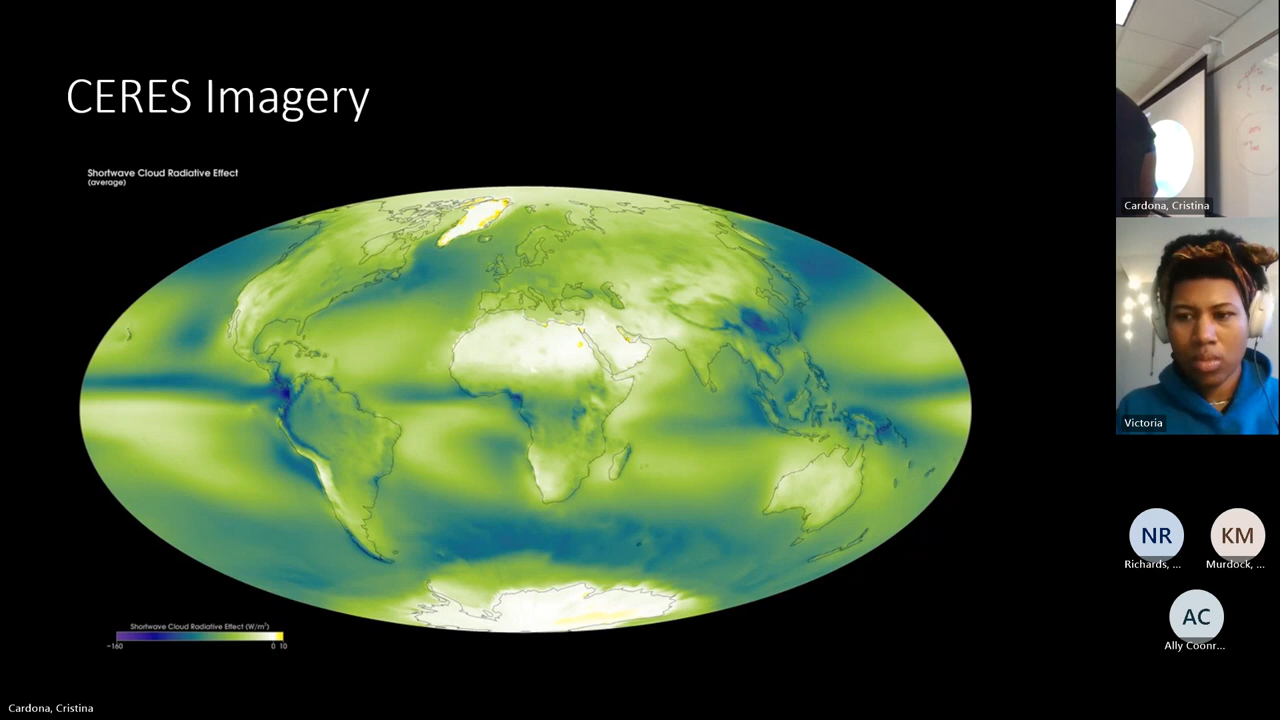 CERES Imagery
Shortwave Cloud Radiative Effect
(average)
Shortwave Cloud Radiative Effect (W/m²)
−160
0 10
Cardona, Cristina
Cardona, Cristina
Victoria
NR
KM
Richards, ...
Murdock, ...
AC
Ally Coonr...